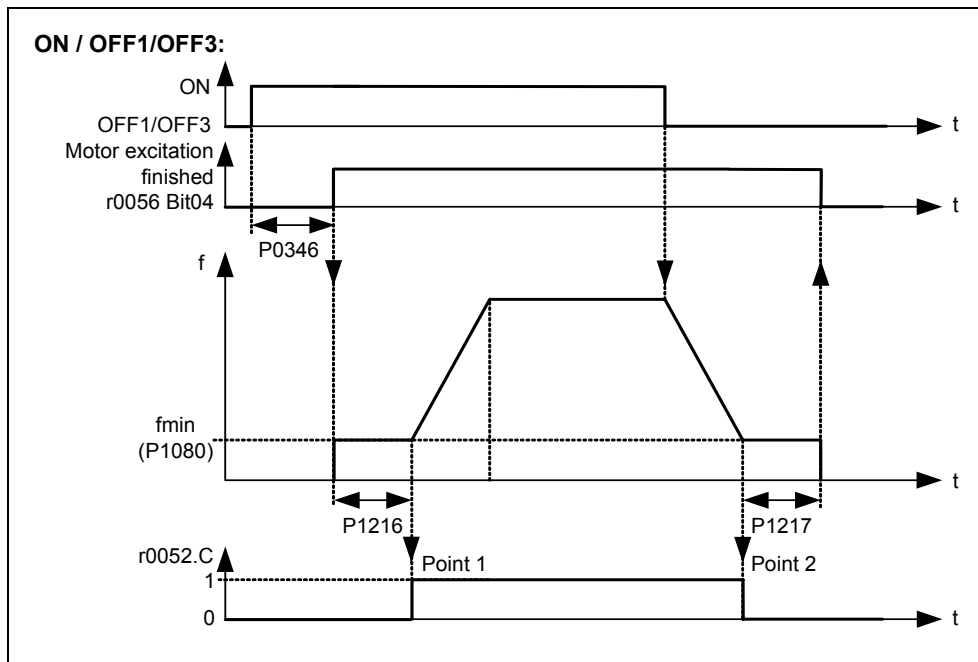 ON / OFF1/OFF3:
ON
OFF1/OFF3
t
Motor excitation
finished
r0056 Bit04
t
P0346
f
fmin
(P1080)
t
P1216
P1217
r0052.C
Point 1
Point 2
1
0
t